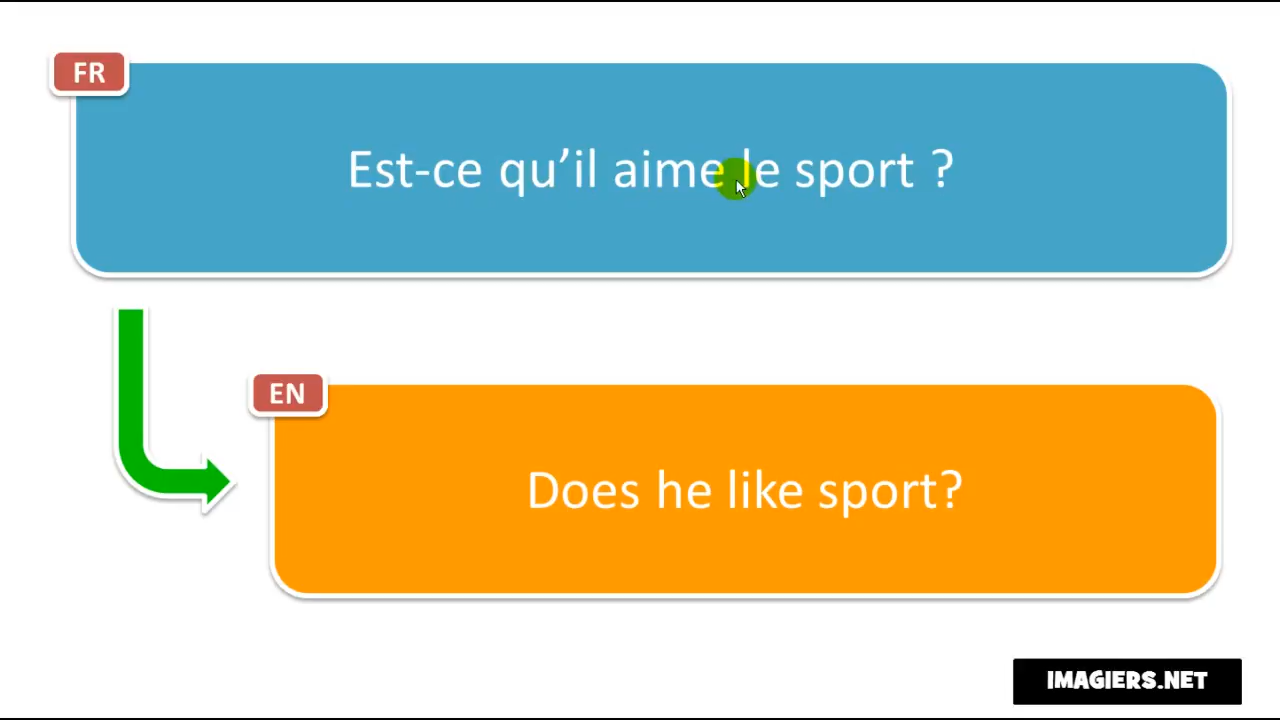 FR
Est-ce qu’il aime le sport ?
EN
Does he like sport?
IMAGIERS.NET